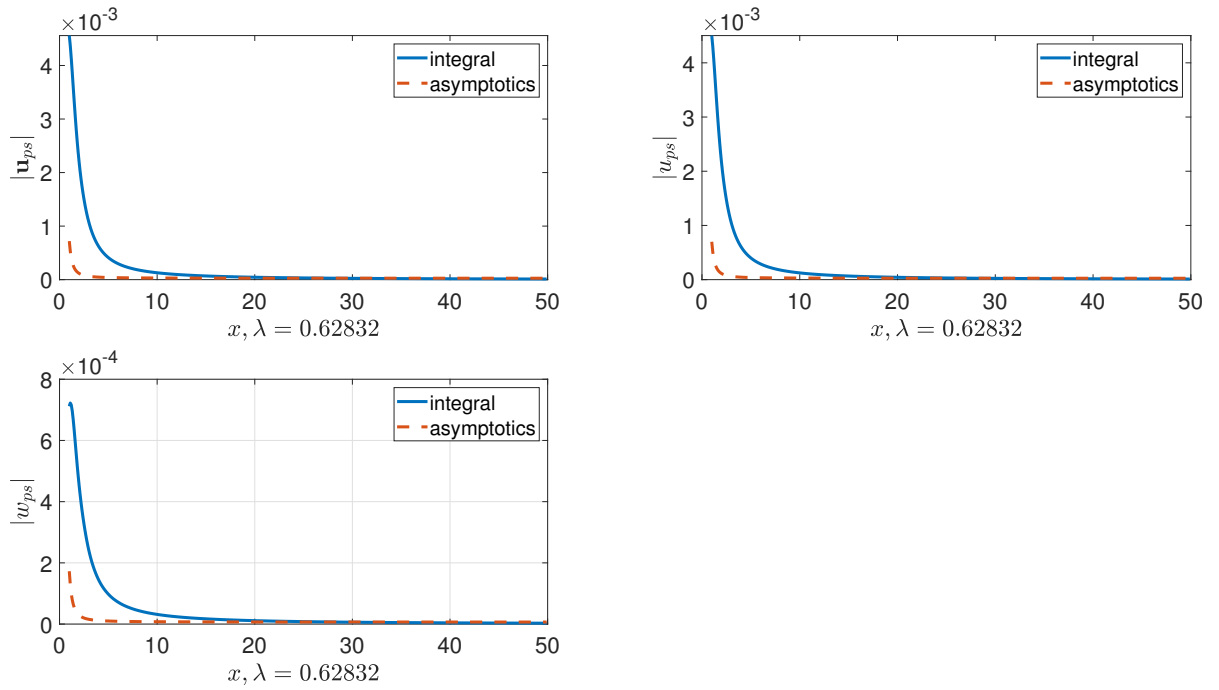 ×10-3
4
3
2
1
0
|u_ps|
integral
asymptotics
0 10 20 30 40 50
x, λ = 0.62832
×10-3
4
3
2
1
0
|u_ps|
integral
asymptotics
0 10 20 30 40 50
x, λ = 0.62832
×10-4
8
6
4
2
0
|w_ps|
integral
asymptotics
0 10 20 30 40 50
x, λ = 0.62832